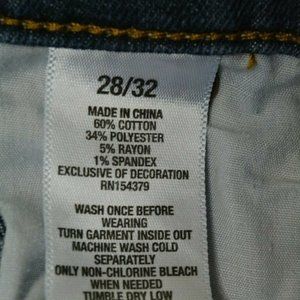 28/32
MADE IN CHINA
60% COTTON
34% POLYESTER
5% RAYON
1% SPANDEX
EXCLUSIVE OF DECORATION
RN154379
WASH ONCE BEFORE
WEARING
TURN GARMENT INSIDE OUT
MACHINE WASH COLD
SEPARATELY
ONLY NON-CHLORINE BLEACH
WHEN NEEDED
TUMBLE DRY LOW